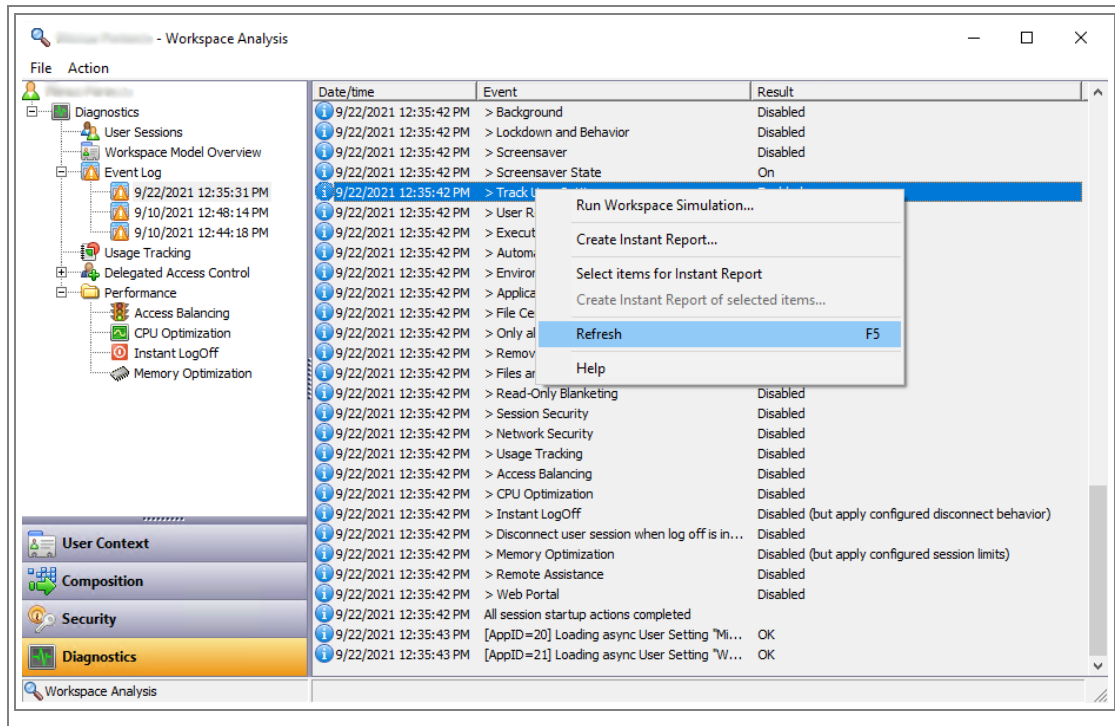 - Workspace Analysis
File Action
Diagnostics
User Sessions
Workspace Model Overview
Event Log
9/22/2021 12:35:31 PM
9/10/2021 12:48:14 PM
9/10/2021 12:44:18 PM
Usage Tracking
Delegated Access Control
Performance
Access Balancing
CPU Optimization
Instant LogOff
Memory Optimization
User Context
Composition
Security
Diagnostics
Workspace Analysis
Date/time Event Result
9/22/2021 12:35:42 PM > Background Disabled
9/22/2021 12:35:42 PM > Lockdown and Behavior Disabled
9/22/2021 12:35:42 PM > Screensaver Disabled
9/22/2021 12:35:42 PM > Screensaver State On
9/22/2021 12:35:42 PM > Track
9/22/2021 12:35:42 PM > User R
9/22/2021 12:35:42 PM > Execut
9/22/2021 12:35:42 PM > Autom
9/22/2021 12:35:42 PM > Enviror
9/22/2021 12:35:42 PM > Applica
9/22/2021 12:35:42 PM > File Ce
9/22/2021 12:35:42 PM > Only al
9/22/2021 12:35:42 PM > Remov
9/22/2021 12:35:42 PM > Files ar
9/22/2021 12:35:42 PM > Read-Only Blanketing Disabled
9/22/2021 12:35:42 PM > Session Security Disabled
9/22/2021 12:35:42 PM > Network Security Disabled
9/22/2021 12:35:42 PM > Usage Tracking Disabled
9/22/2021 12:35:42 PM > Access Balancing Disabled
9/22/2021 12:35:42 PM > CPU Optimization Disabled
9/22/2021 12:35:42 PM > Instant LogOff Disabled (but apply configured disconnect behavior)
9/22/2021 12:35:42 PM > Disconnect user session when log off is in... Disabled
9/22/2021 12:35:42 PM > Memory Optimization Disabled (but apply configured session limits)
9/22/2021 12:35:42 PM > Remote Assistance Disabled
9/22/2021 12:35:42 PM > Web Portal Disabled
9/22/2021 12:35:42 PM All session startup actions completed
9/22/2021 12:35:43 PM [AppID=20] Loading async User Setting "Mi... OK
9/22/2021 12:35:43 PM [AppID=21] Loading async User Setting "W... OK
Run Workspace Simulation...
Create Instant Report...
Select items for Instant Report
Create Instant Report of selected items...
Refresh F5
Help